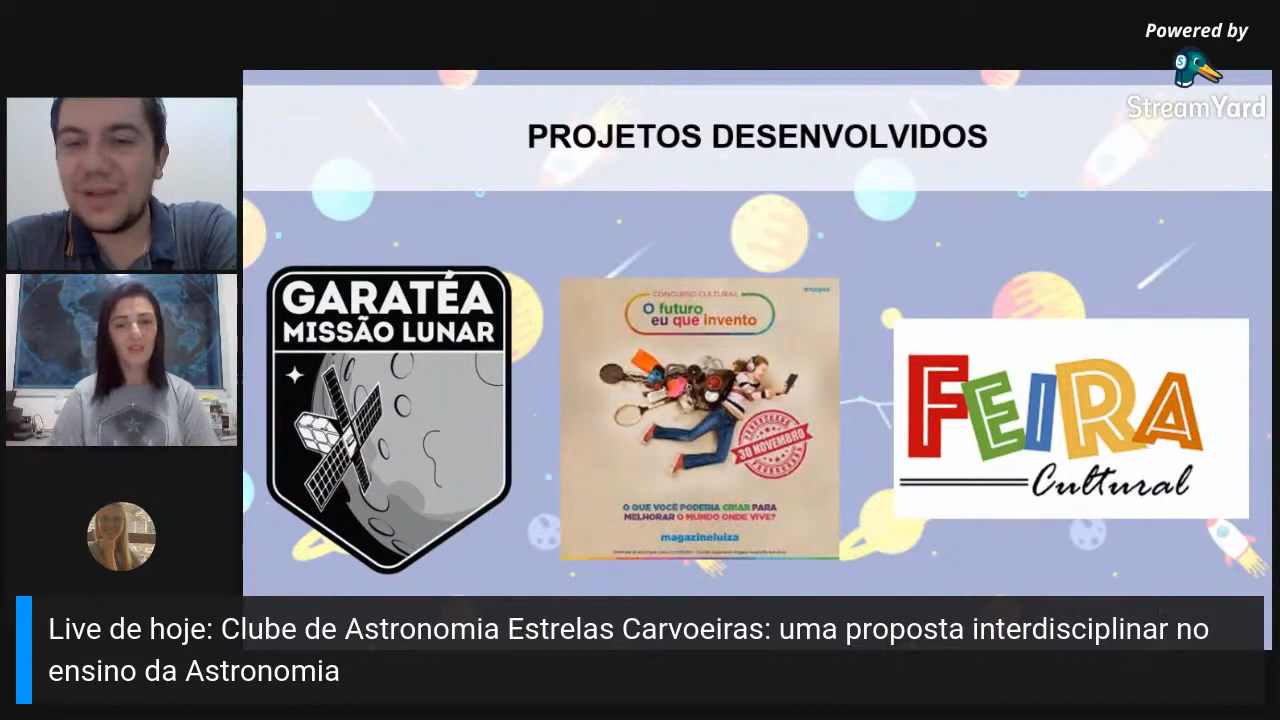 Powered by
StreamYard
PROJETOS DESENVOLVIDOS
GARATÉA
MISSÃO LUNAR
CONCURSO CULTURAL
O futuro
eu que invento
30 NOVEMBRO
O QUE VOCÊ PODERIA CRIAR PARA
MELHORAR O MUNDO ONDE VIVE?
magazineluiza
FEIRA
Cultural
Live de hoje: Clube de Astronomia Estrelas Carvoeiras: uma proposta interdisciplinar no
ensino da Astronomia